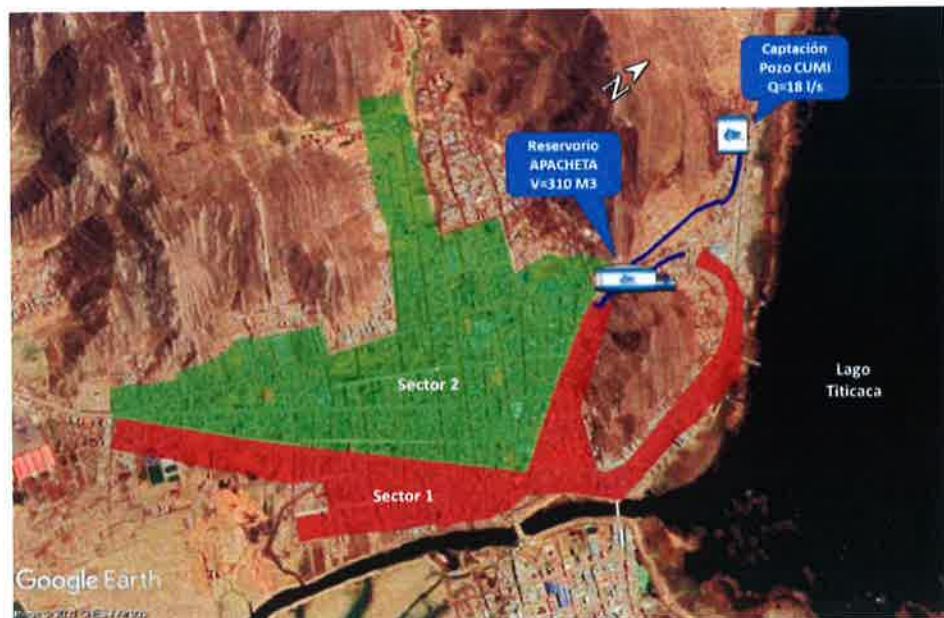 Captación
Pozo CUMI
Q=18 l/s
N
Reservorio
APACHETA
V=310 M3
Sector 2
Lago
Titicaca
Sector 1
Google Earth